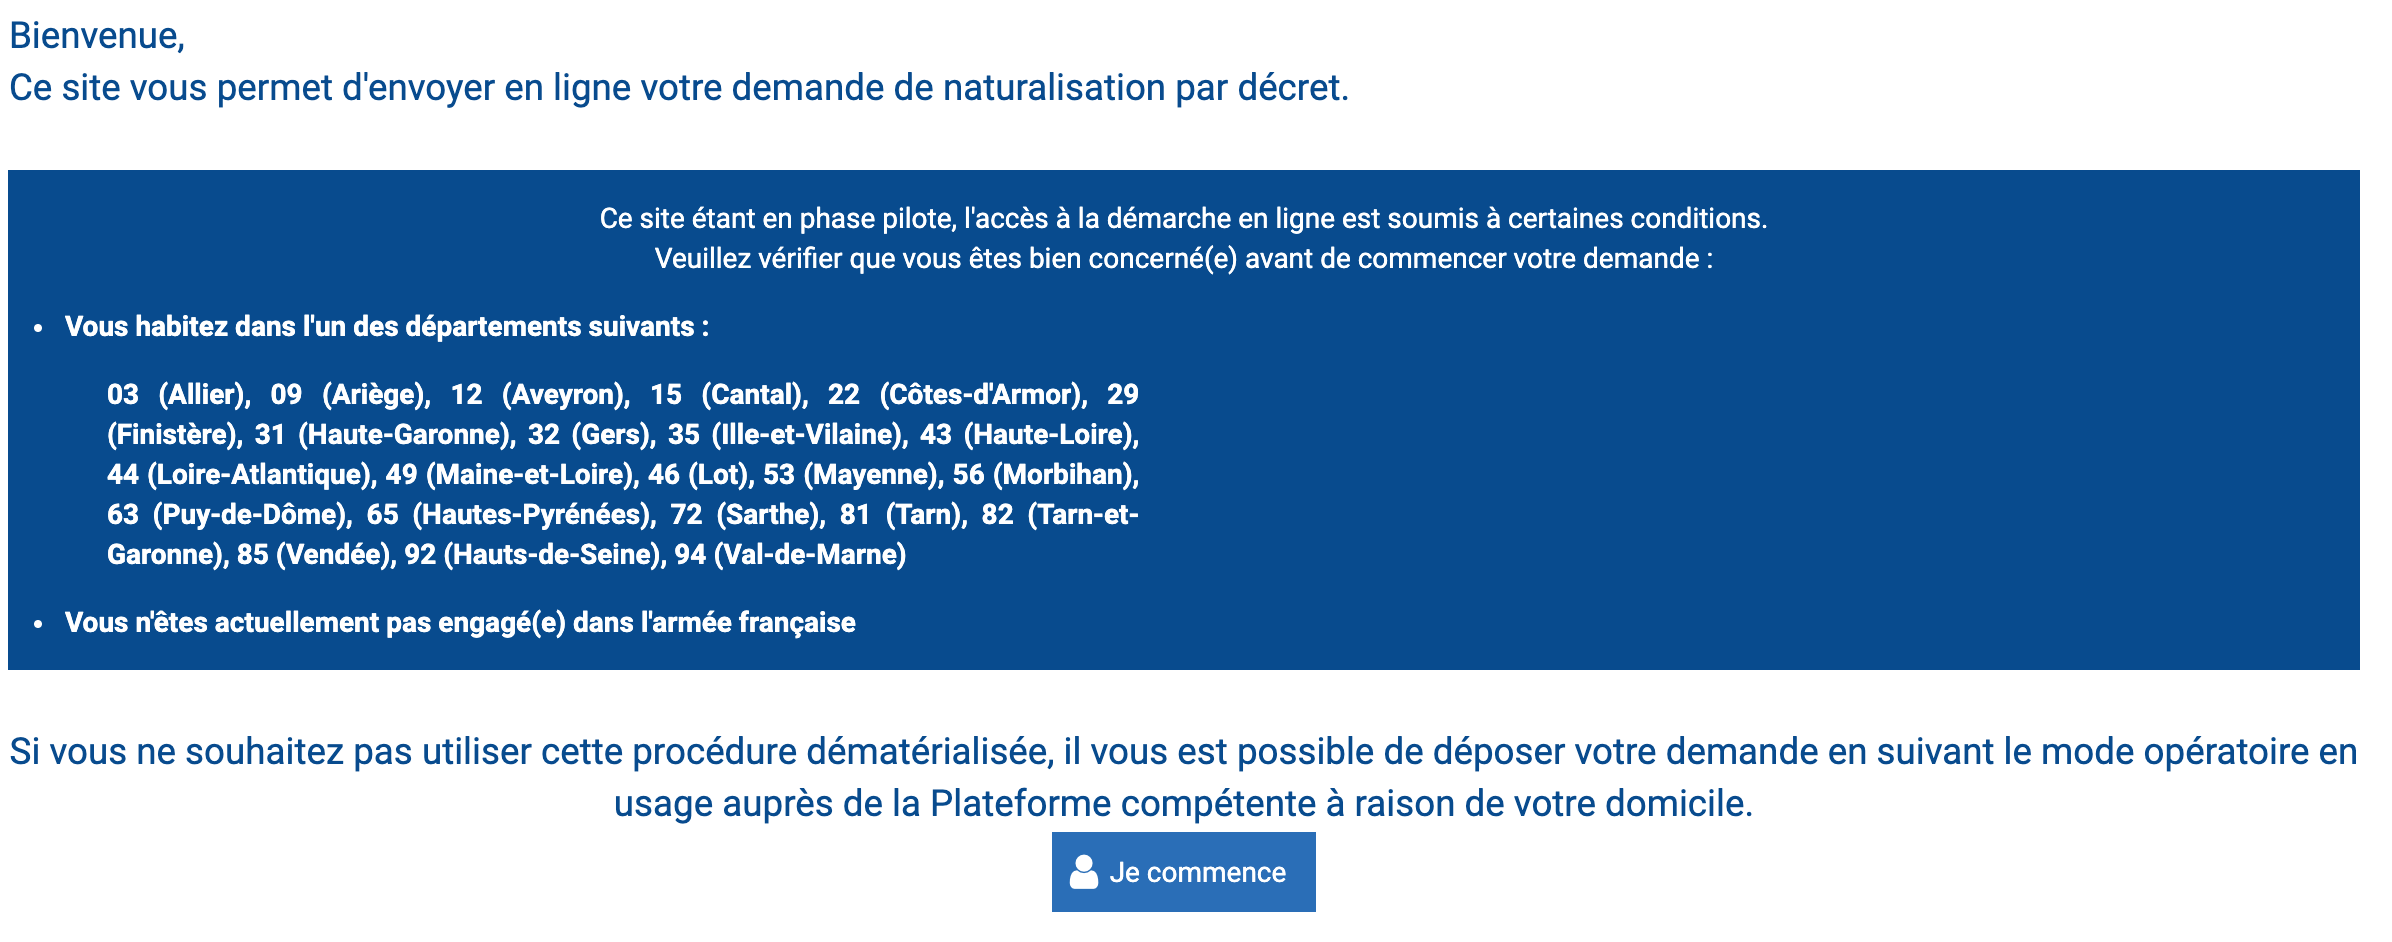 Bienvenue,
Ce site vous permet d'envoyer en ligne votre demande de naturalisation par décret.
Ce site étant en phase pilote, l'accès à la démarche en ligne est soumis à certaines conditions.
Veuillez vérifier que vous êtes bien concerné(e) avant de commencer votre demande :
• Vous habitez dans l'un des départements suivants :
03 (Allier), 09 (Ariège), 12 (Aveyron), 15 (Cantal), 22 (Côtes-d'Armor), 29
(Finistère), 31 (Haute-Garonne), 32 (Gers), 35 (Ille-et-Vilaine), 43 (Haute-Loire),
44 (Loire-Atlantique), 49 (Maine-et-Loire), 46 (Lot), 53 (Mayenne), 56 (Morbihan),
63 (Puy-de-Dôme), 65 (Hautes-Pyrénées), 72 (Sarthe), 81 (Tarn), 82 (Tarn-et-
Garonne), 85 (Vendée), 92 (Hauts-de-Seine), 94 (Val-de-Marne)
• Vous n'êtes actuellement pas engagé(e) dans l'armée française
Si vous ne souhaitez pas utiliser cette procédure dématérialisée, il vous est possible de déposer votre demande en suivant le mode opératoire en
usage auprès de la Plateforme compétente à raison de votre domicile.
Je commence